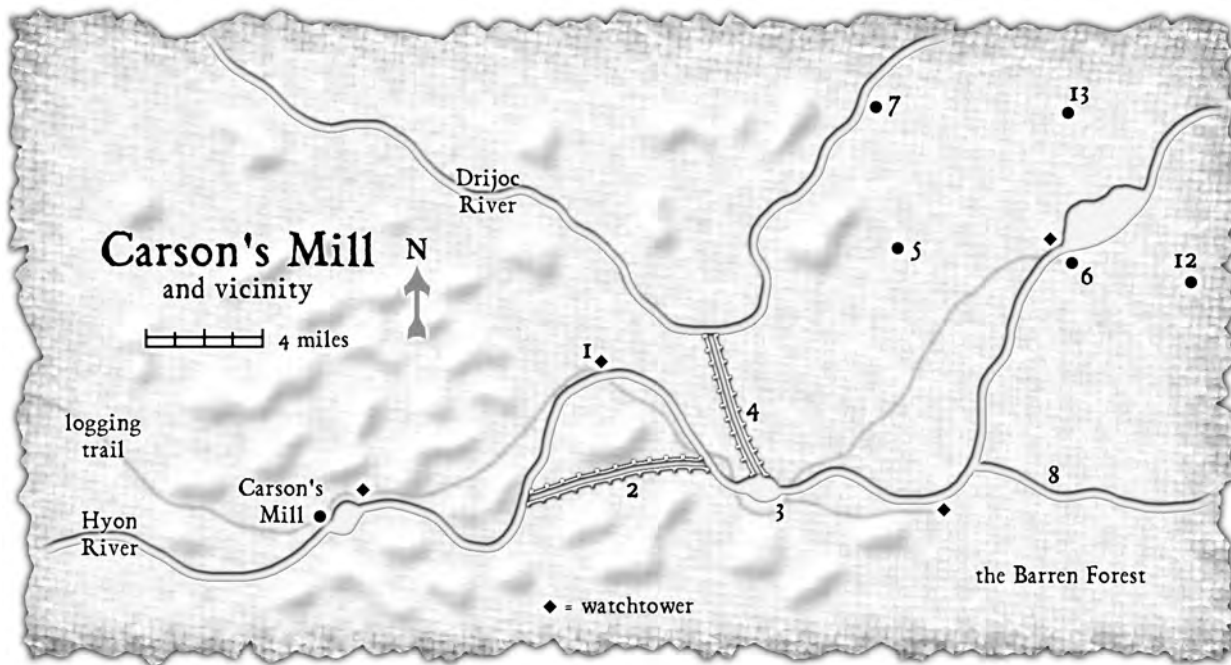 7
13
Drijoc
River
Carson's Mill
and vicinity
N
5
6
12
4 miles
1
4
logging
trail
Carson's
Mill
2
8
3
Hyon
River
the Barren Forest
◆ = watchtower